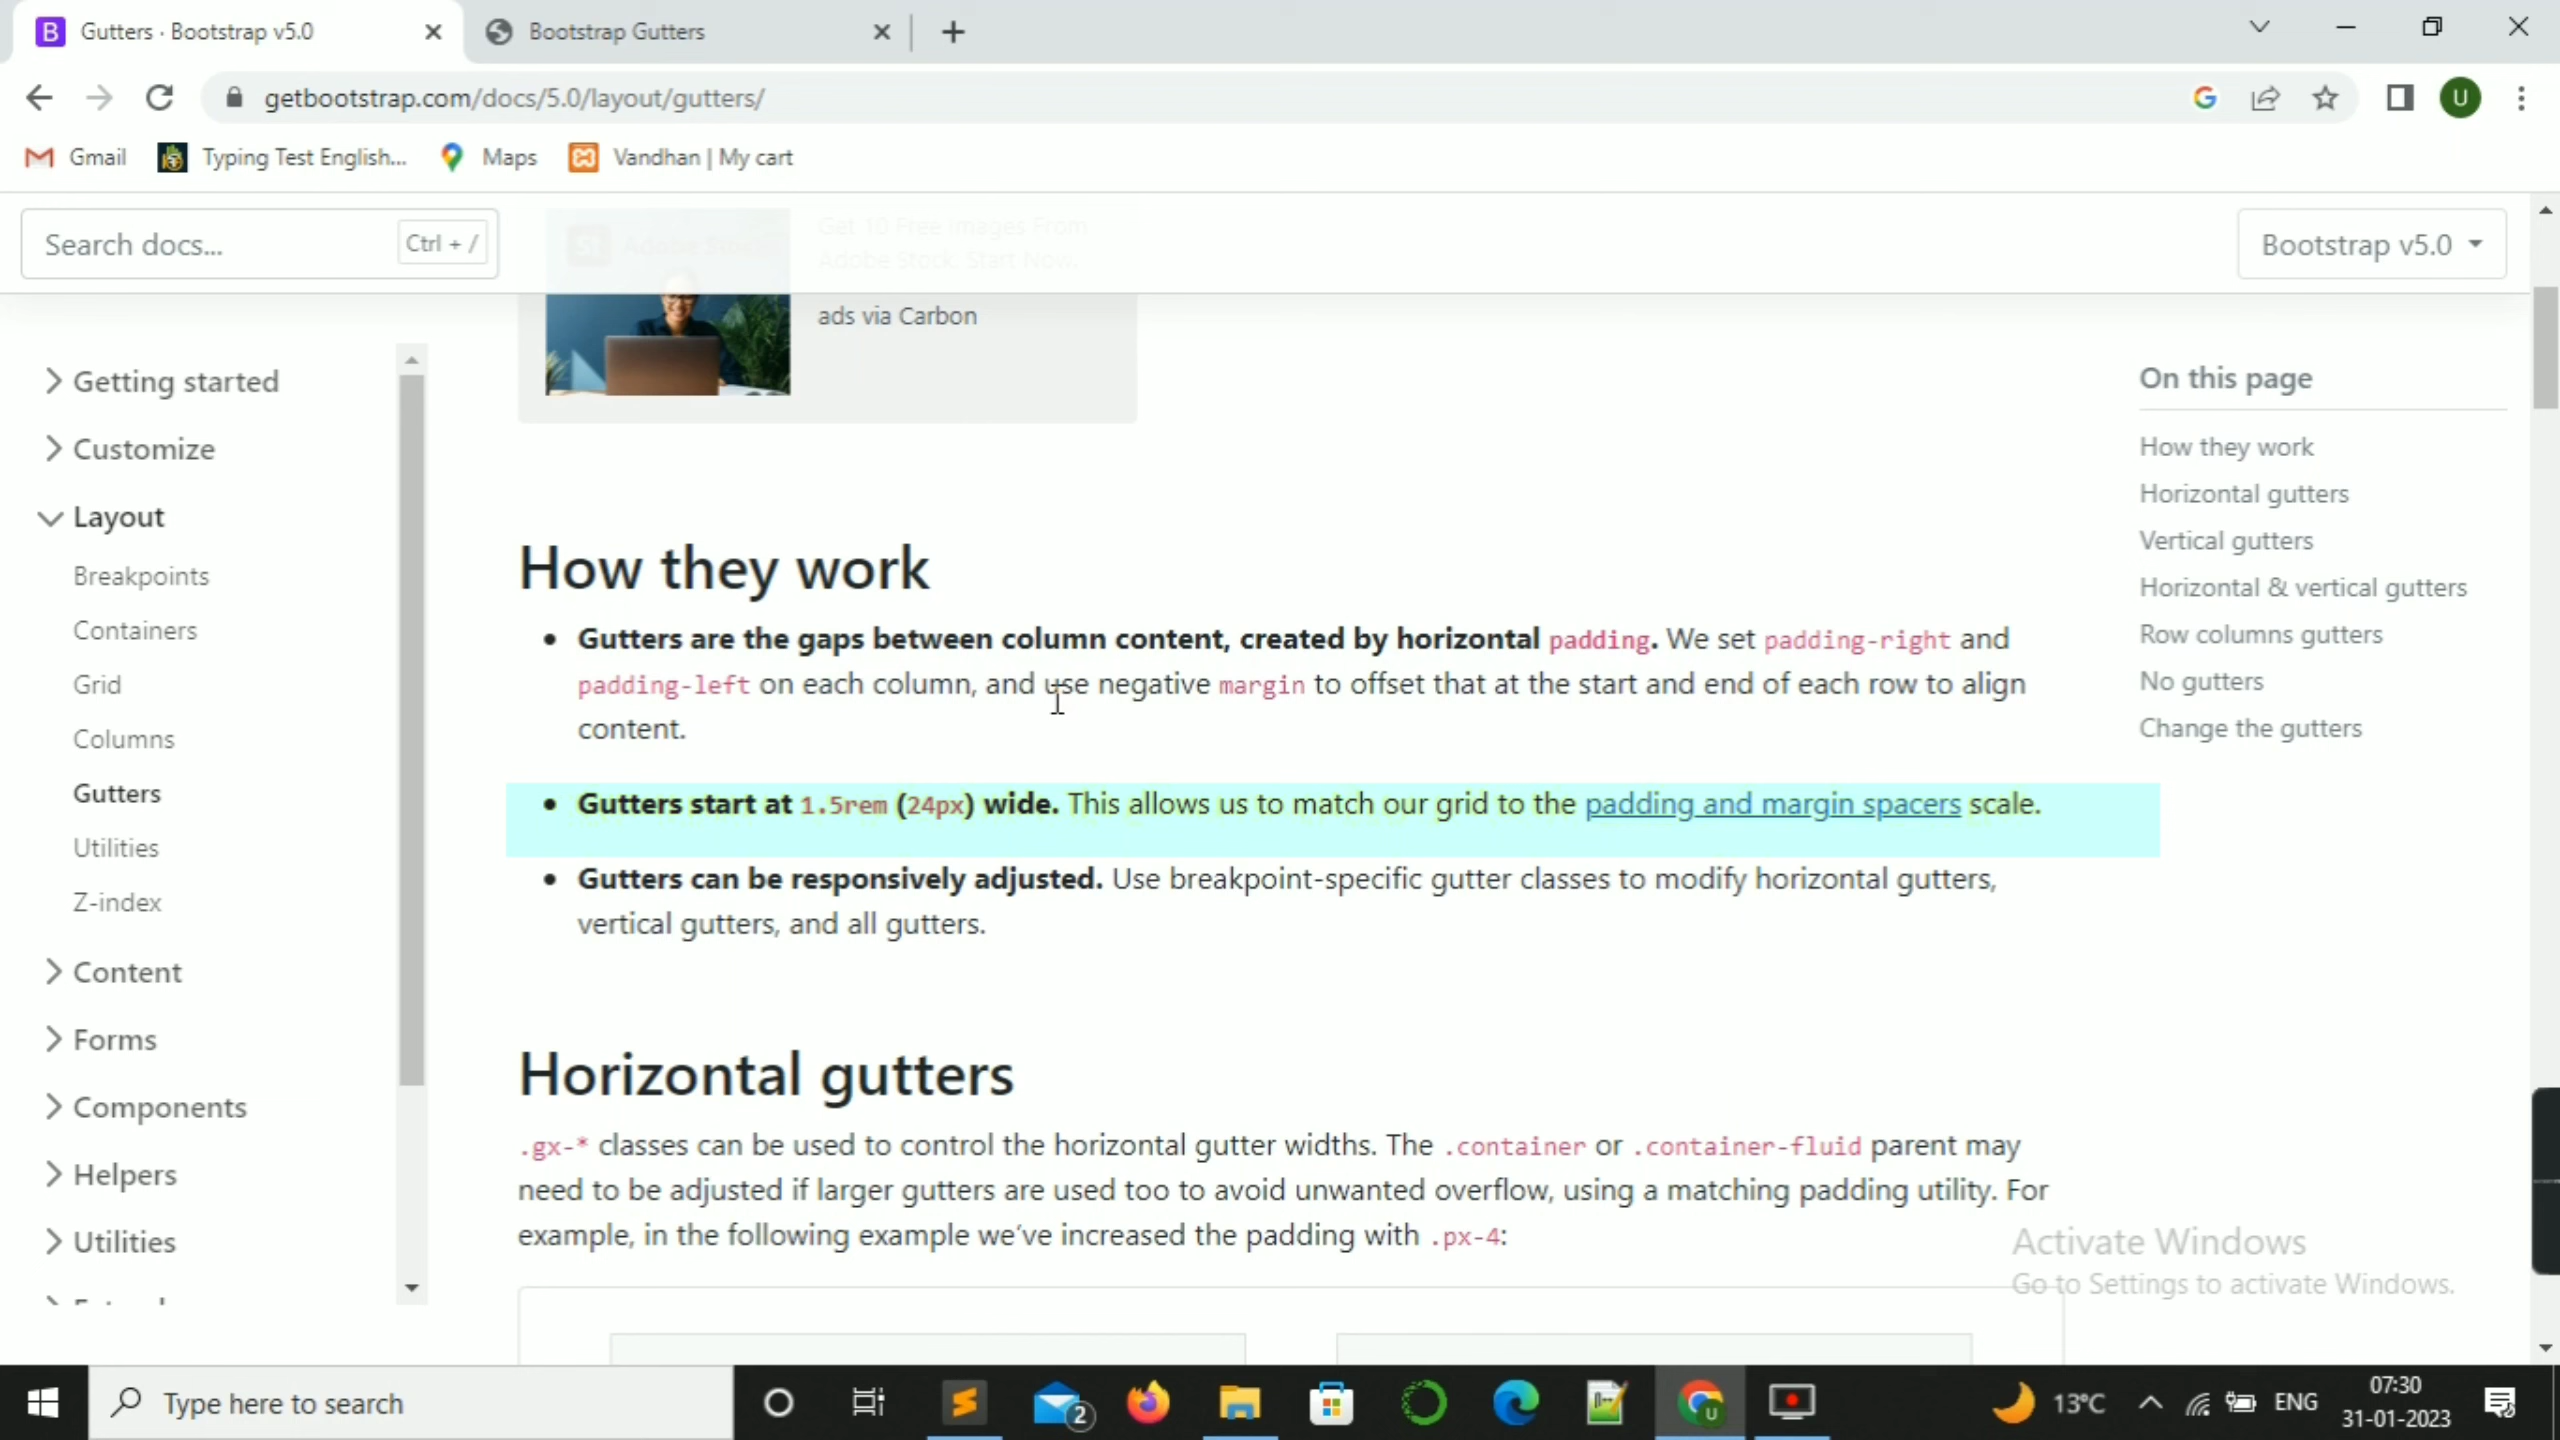 Gutters · Bootstrap v5.0
Bootstrap Gutters
getbootstrap.com/docs/5.0/layout/gutters/
Gmail
Typing Test English...
Maps
Vandhan | My cart
Search docs...
Ctrl + /
Get 10 Free Images From
Adobe Stock. Start Now.
ads via Carbon
Bootstrap v5.0
Getting started
Customize
Layout
Breakpoints
Containers
Grid
Columns
Gutters
Utilities
Z-index
Content
Forms
Components
Helpers
Utilities
How they work
• Gutters are the gaps between column content, created by horizontal padding. We set padding-right and
padding-left on each column, and use negative margin to offset that at the start and end of each row to align
content.
• Gutters start at 1.5rem (24px) wide. This allows us to match our grid to the padding and margin spacers scale.
• Gutters can be responsively adjusted. Use breakpoint-specific gutter classes to modify horizontal gutters,
vertical gutters, and all gutters.
Horizontal gutters
.gx-* classes can be used to control the horizontal gutter widths. The .container or .container-fluid parent may
need to be adjusted if larger gutters are used too to avoid unwanted overflow, using a matching padding utility. For
example, in the following example we've increased the padding with .px-4:
On this page
How they work
Horizontal gutters
Vertical gutters
Horizontal & vertical gutters
Row columns gutters
No gutters
Change the gutters
Activate Windows
Go to Settings to activate Windows.
Type here to search
2
U
U
13°C
ENG
07:30
31-01-2023